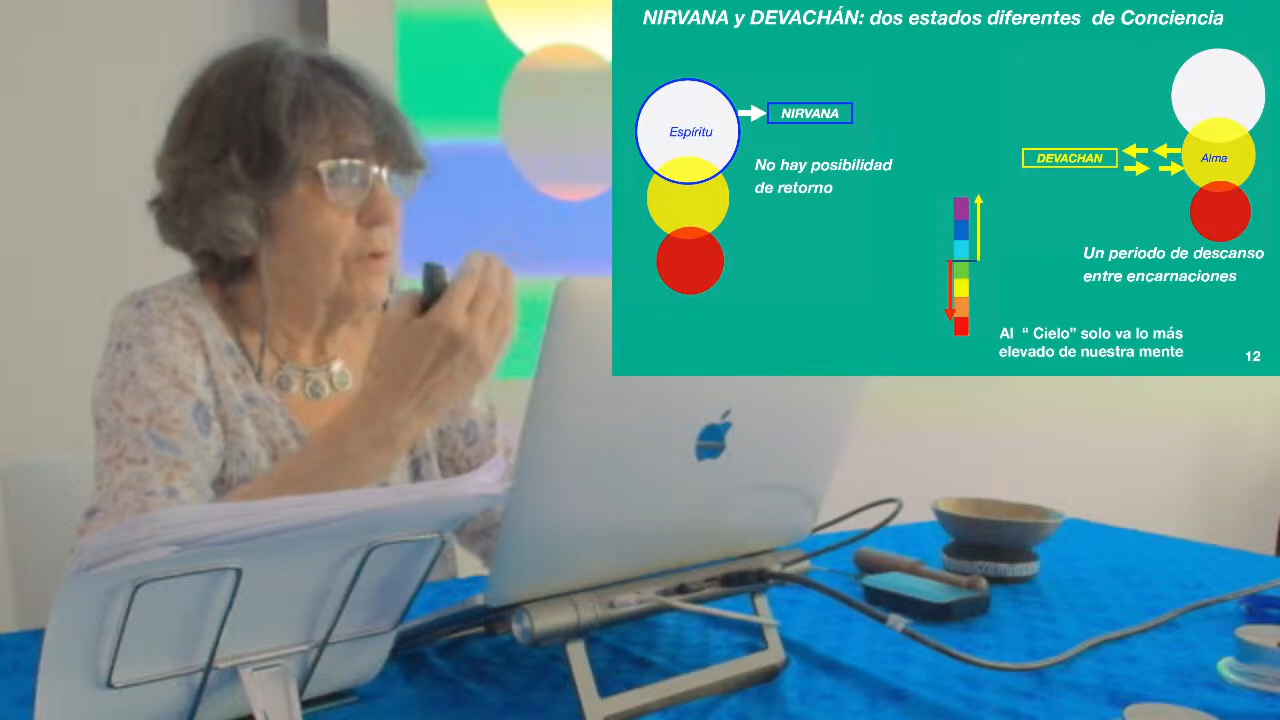 NIRVANA y DEVACHÁN: dos estados diferentes de Conciencia
Espíritu
NIRVANA
No hay posibilidad
de retorno
DEVACHAN
Alma
Un periodo de descanso
entre encarnaciones
Al “ Cielo” solo va lo más
elevado de nuestra mente
12